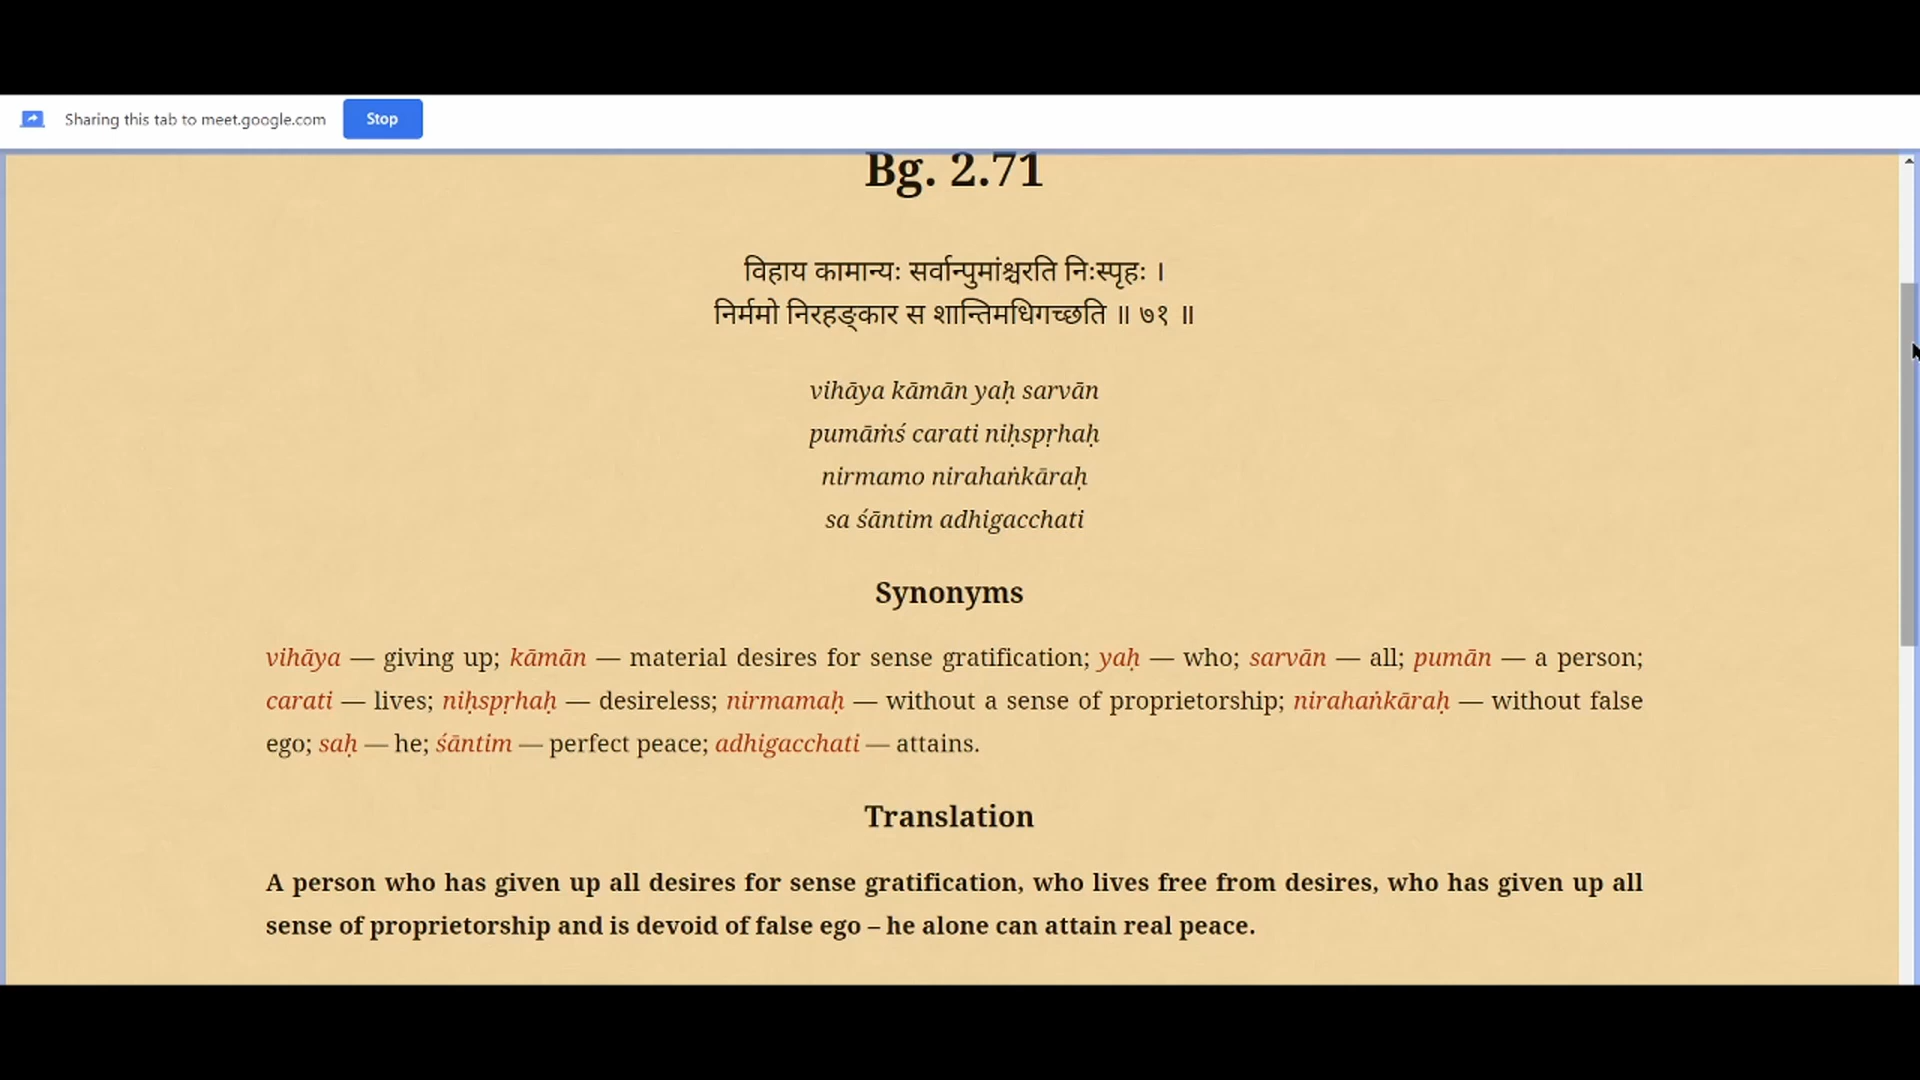 Sharing this tab to meet.google.com
Stop
Bg. 2.71
विहाय कामान्यः सर्वान्पुमांश्चरति निःस्पृहः ।
निर्ममो निरहङ्कार स शान्तिमधिगच्छति ॥ ७१ ॥
vihāya kāmān yaḥ sarvān
pumāṁś carati niḥspṛhaḥ
nirmamo nirahaṅkāraḥ
sa śāntim adhigacchati
Synonyms
vihāya — giving up; kāmān — material desires for sense gratification; yaḥ — who; sarvān — all; pumān — a person;
carati — lives; niḥspṛhaḥ — desireless; nirmamaḥ — without a sense of proprietorship; nirahaṅkāraḥ — without false
ego; saḥ — he; śāntim — perfect peace; adhigacchati — attains.
Translation
A person who has given up all desires for sense gratification, who lives free from desires, who has given up all
sense of proprietorship and is devoid of false ego – he alone can attain real peace.